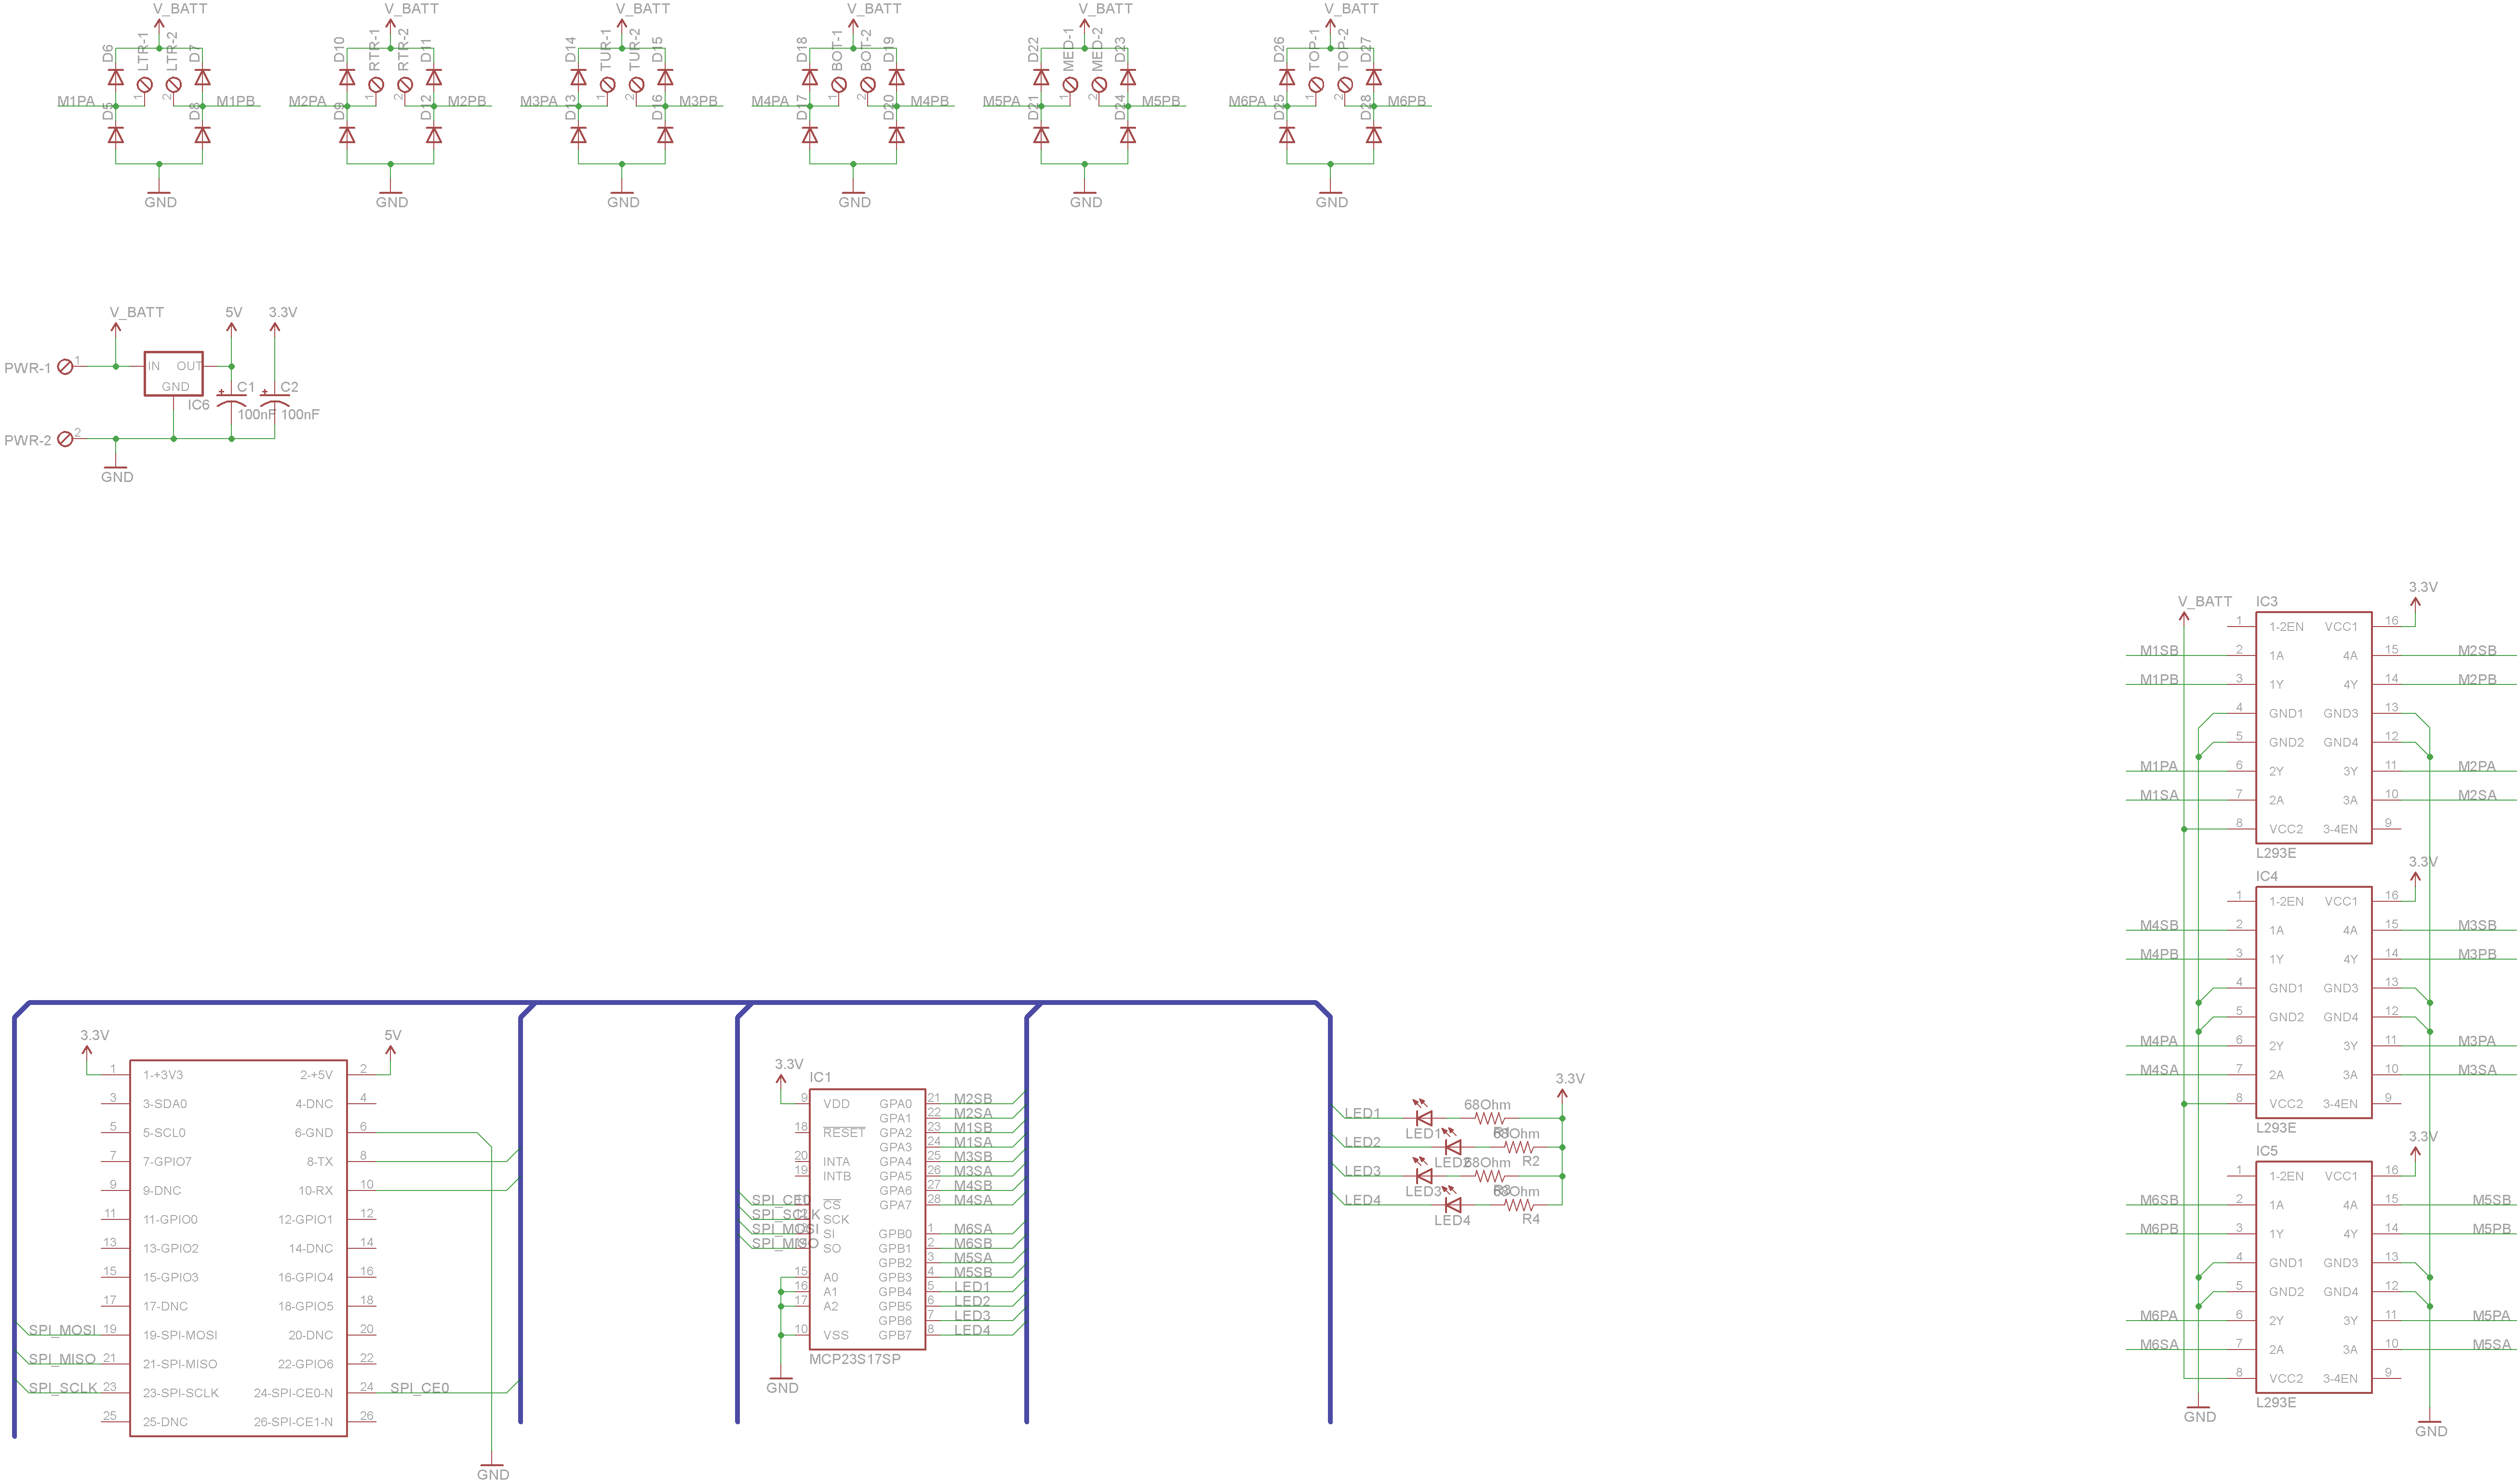 V_BATT V_BATT V_BATT V_BATT V_BATT V_BATT
D6 LTR-1 LTR-2 D7 D10 RTR-1 RTR-2 D11 D14 TUR-1 TUR-2 D15 D18 BOT-1 BOT-2 D19 D22 MED-1 MED-2 D23 D26 TOP-1 TOP-2 D27
1 2 1 2 1 2 1 2 1 2 1 2
M1PA M1PB M2PA M2PB M3PA M3PB M4PA M4PB M5PA M5PB M6PA M6PB
D5 D8 D9 D12 D13 D16 D17 D20 D21 D24 D25 D28
GND GND GND GND GND GND
V_BATT 5V 3.3V
PWR-1 1 IN OUT
GND C1 C2
IC6 100nF 100nF
PWR-2 2
GND
3.3V
V_BATT IC3
1 1-2EN VCC1 16
M1SB 2 1A 4A 15 M2SB
M1PB 3 1Y 4Y 14 M2PB
4 GND1 GND3 13
5 GND2 GND4 12
M1PA 6 2Y 3Y 11 M2PA
M1SA 7 2A 3A 10 M2SA
8 VCC2 3-4EN 9
L293E
3.3V
IC4
1 1-2EN VCC1 16
M4SB 2 1A 4A 15 M3SB
M4PB 3 1Y 4Y 14 M3PB
4 GND1 GND3 13
5 GND2 GND4 12
M4PA 6 2Y 3Y 11 M3PA
M4SA 7 2A 3A 10 M3SA
8 VCC2 3-4EN 9
L293E
3.3V
IC5
1 1-2EN VCC1 16
M6SB 2 1A 4A 15 M5SB
M6PB 3 1Y 4Y 14 M5PB
4 GND1 GND3 13
5 GND2 GND4 12
M6PA 6 2Y 3Y 11 M5PA
M6SA 7 2A 3A 10 M5SA
8 VCC2 3-4EN 9
L293E
GND GND
3.3V 5V
1 1-+3V3 2-+5V 2
3 3-SDA0 4-DNC 4
5 5-SCL0 6-GND 6
7 7-GPIO7 8-TX 8
9 9-DNC 10-RX 10
11 11-GPIO0 12-GPIO1 12
13 13-GPIO2 14-DNC 14
15 15-GPIO3 16-GPIO4 16
17 17-DNC 18-GPIO5 18
SPI_MOSI 19 19-SPI-MOSI 20-DNC 20
SPI_MISO 21 21-SPI-MISO 22-GPIO6 22
SPI_SCLK 23 23-SPI-SCLK 24-SPI-CE0-N 24 SPI_CE0
25 25-DNC 26-SPI-CE1-N 26
GND
3.3V IC1
9 VDD GPA0 21 M2SB
GPA1 22 M2SA
18 RESET GPA2 23 M1SB
GPA3 24 M1SA
20 INTA GPA4 25 M3SB
19 INTB GPA5 26 M3SA
GPA6 27 M4SB
SPI_CE0 CS GPA7 28 M4SA
SPI_SCLK SCK
SPI_MOSI SI GPB0 1 M6SA
SPI_MISO SO GPB1 2 M6SB
GPB2 3 M5SA
15 A0 GPB3 4 M5SB
16 A1 GPB4 5 LED1
17 A2 GPB5 6 LED2
GPB6 7 LED3
10 VSS GPB7 8 LED4
MCP23S17SP
GND
3.3V
LED1 68Ohm
LED1
LED2 68Ohm
LED2 R2
LED3 68Ohm
LED3
LED4 68Ohm
LED4 R4